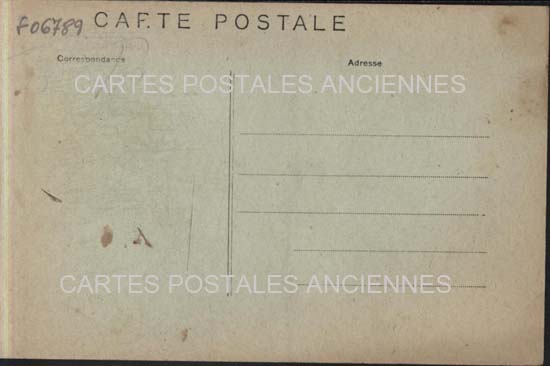 f06789
CARTE POSTALE
Correspondance
Adresse
CARTES POSTALES ANCIENNES
CARTES POSTALES ANCIENNES